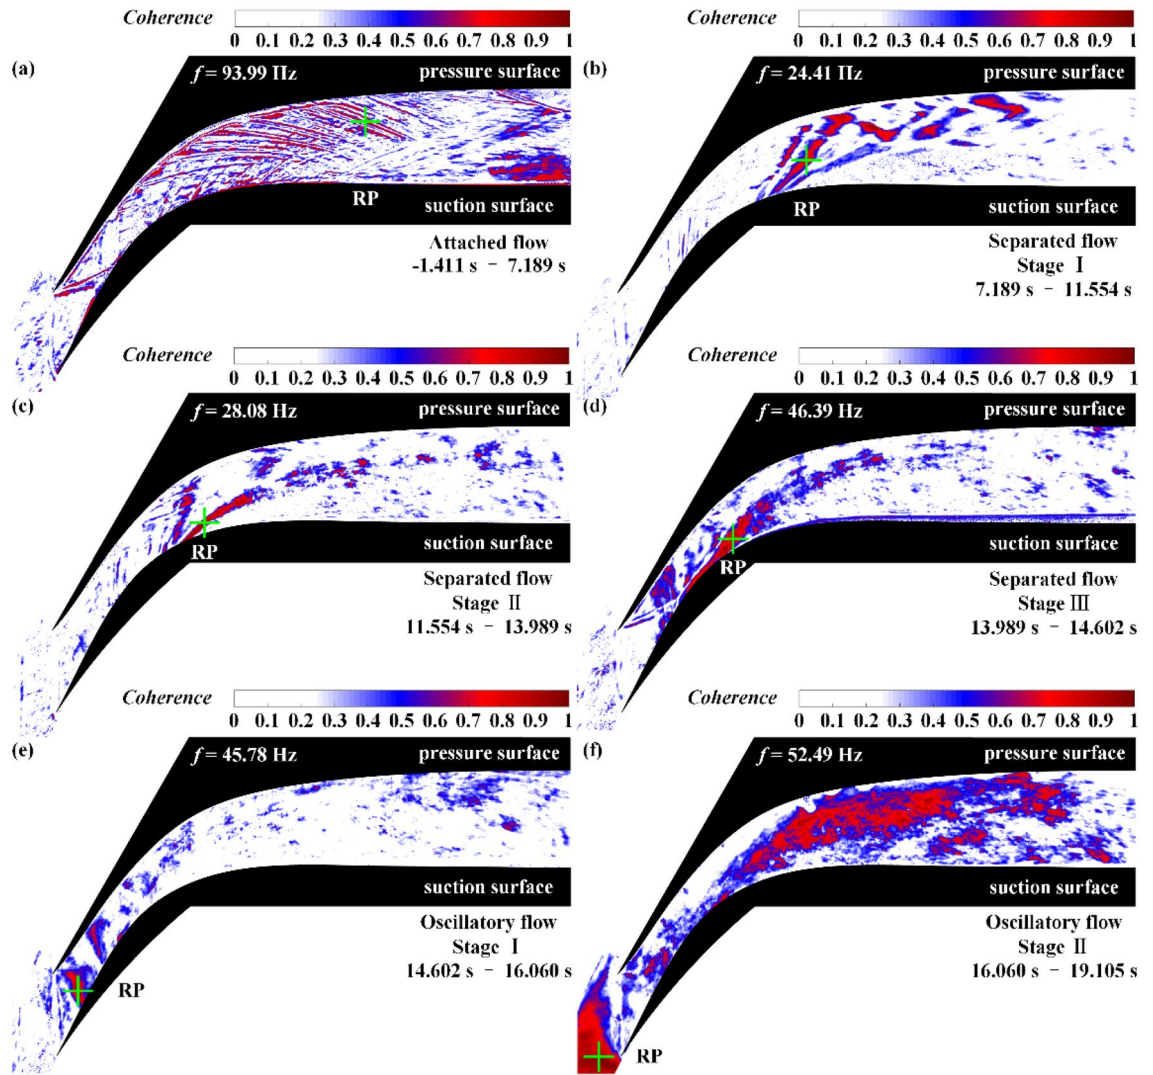 Coherence
0 0.1 0.2 0.3 0.4 0.5 0.6 0.7 0.8 0.9 1
(a)
f = 93.99 Hz
pressure surface
RP
suction surface
Attached flow
-1.411 s - 7.189 s
Coherence
0 0.1 0.2 0.3 0.4 0.5 0.6 0.7 0.8 0.9 1
(b)
f = 24.41 Hz
pressure surface
RP
suction surface
Separated flow
Stage Ⅰ
7.189 s - 11.554 s
Coherence
0 0.1 0.2 0.3 0.4 0.5 0.6 0.7 0.8 0.9 1
(c)
f = 28.08 Hz
pressure surface
RP
suction surface
Separated flow
Stage Ⅱ
11.554 s - 13.989 s
Coherence
0 0.1 0.2 0.3 0.4 0.5 0.6 0.7 0.8 0.9 1
(d)
f = 46.39 Hz
pressure surface
RP
suction surface
Separated flow
Stage Ⅲ
13.989 s - 14.602 s
Coherence
0 0.1 0.2 0.3 0.4 0.5 0.6 0.7 0.8 0.9 1
(e)
f = 45.78 Hz
pressure surface
suction surface
Oscillatory flow
Stage Ⅰ
14.602 s - 16.060 s
RP
Coherence
0 0.1 0.2 0.3 0.4 0.5 0.6 0.7 0.8 0.9 1
(f)
f = 52.49 Hz
pressure surface
suction surface
Oscillatory flow
Stage Ⅱ
16.060 s - 19.105 s
RP